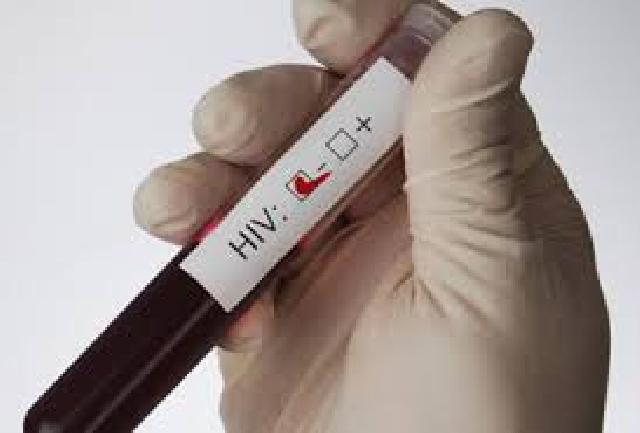 HIV: ☑ - ☐ +